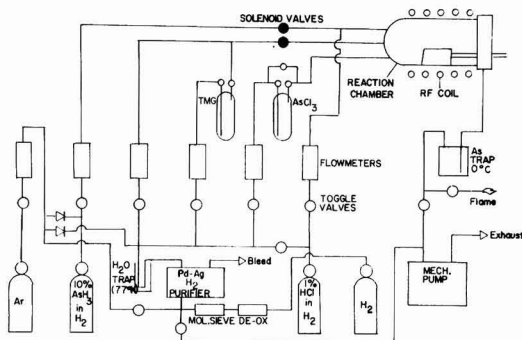 SOLENOID VALVES
REACTION
CHAMBER
RF COIL
TMG
AsCl3
FLOWMETERS
As
TRAP
0°C
TOGGLE
VALVES
Flame
Exhaust
H2O
TRAP
(77°K)
Bleed
Pd-Ag
H2
PURIFIER
MECH.
PUMP
Ar
10%
AsH3
in
H2
MOL.SIEVE DE-OX
1%
HCl
in
H2
H2